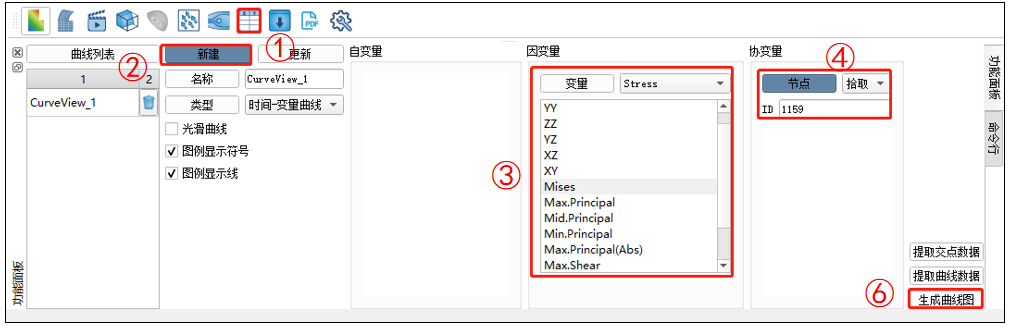 X Y
PDF
①
曲线列表
新建
更新
自变量
因变量
协变量
④
②
1
2
名称
CurveView_1
变量
Stress
节点
拾取
CurveView_1
类型
时间-变量曲线
ID 1159
光滑曲线
图例显示符号
图例显示线
③
YY
ZZ
YZ
XZ
XY
Mises
Max.Principal
Mid.Principal
Min.Principal
Max.Principal(Abs)
Max.Shear
提取交点数据
提取曲线数据
⑥
生成曲线图
功能面板
功能面板
命令行